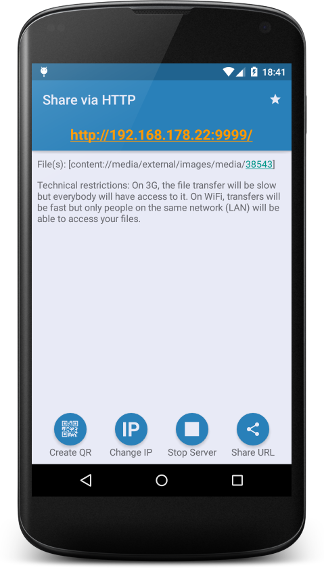 18:41
Share via HTTP
http://192.168.178.22:9999/
File(s): [content://media/external/images/media/38543]
Technical restrictions: On 3G, the file transfer will be slow
but everybody will have access to it. On WiFi, transfers will
be fast but only people on the same network (LAN) will be
able to access your files.
IP
Create QR Change IP Stop Server Share URL